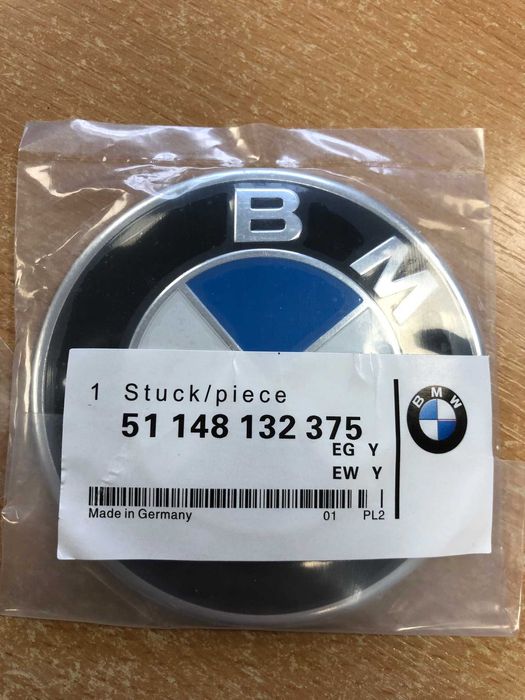 B M
1 Stuck/piece
51 148 132 375
EG Y
EW Y
Made in Germany 01 PL2
BMW